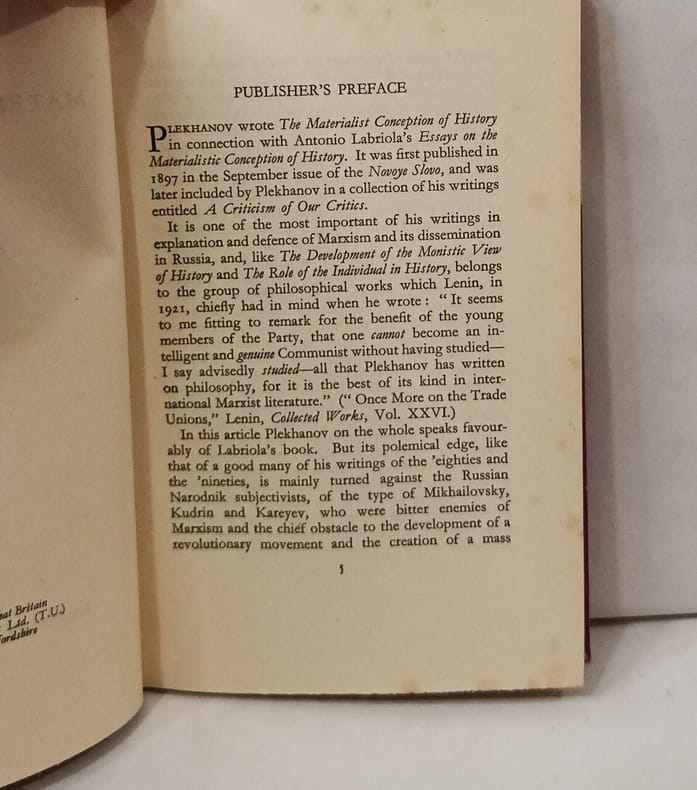 PUBLISHER'S PREFACE
PLEKHANOV wrote The Materialist Conception of History
in connection with Antonio Labriola's Essays on the
Materialistic Conception of History. It was first published in
1897 in the September issue of the Novoye Slovo, and was
later included by Plekhanov in a collection of his writings
entitled A Criticism of Our Critics.
It is one of the most important of his writings in
explanation and defence of Marxism and its dissemination
in Russia, and, like The Development of the Monistic View
of History and The Role of the Individual in History, belongs
to the group of philosophical works which Lenin, in
1921, chiefly had in mind when he wrote : “ It seems
to me fitting to remark for the benefit of the young
members of the Party, that one cannot become an in-
telligent and genuine Communist without having studied—
I say advisedly studied—all that Plekhanov has written
on philosophy, for it is the best of its kind in inter-
national Marxist literature.” (“ Once More on the Trade
Unions,” Lenin, Collected Works, Vol. XXVI.)
In this article Plekhanov on the whole speaks favour-
ably of Labriola's book. But its polemical edge, like
that of a good many of his writings of the 'eighties and
the 'nineties, is mainly turned against the Russian
Narodnik subjectivists, of the type of Mikhailovsky,
Kudrin and Kareyev, who were bitter enemies of
Marxism and the chief obstacle to the development of a
revolutionary movement and the creation of a mass
5
Britain
Ltd. (T.U.)